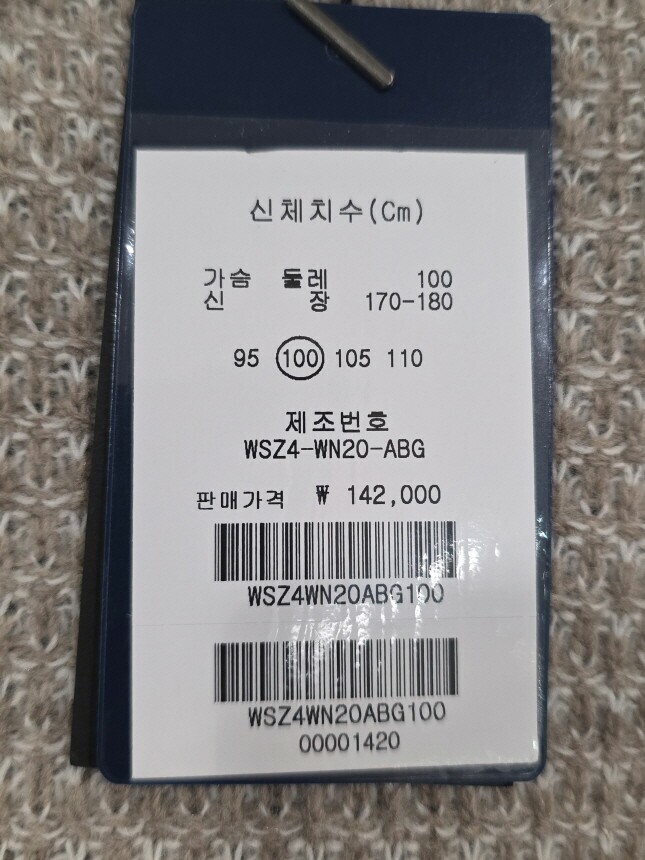 신체치수(Cm)
가슴 둘레 100
신 장 170-180
95 100 105 110
제조번호
WSZ4-WN20-ABG
판매가격 ₩ 142,000
WSZ4WN20ABG100
WSZ4WN20ABG100
00001420